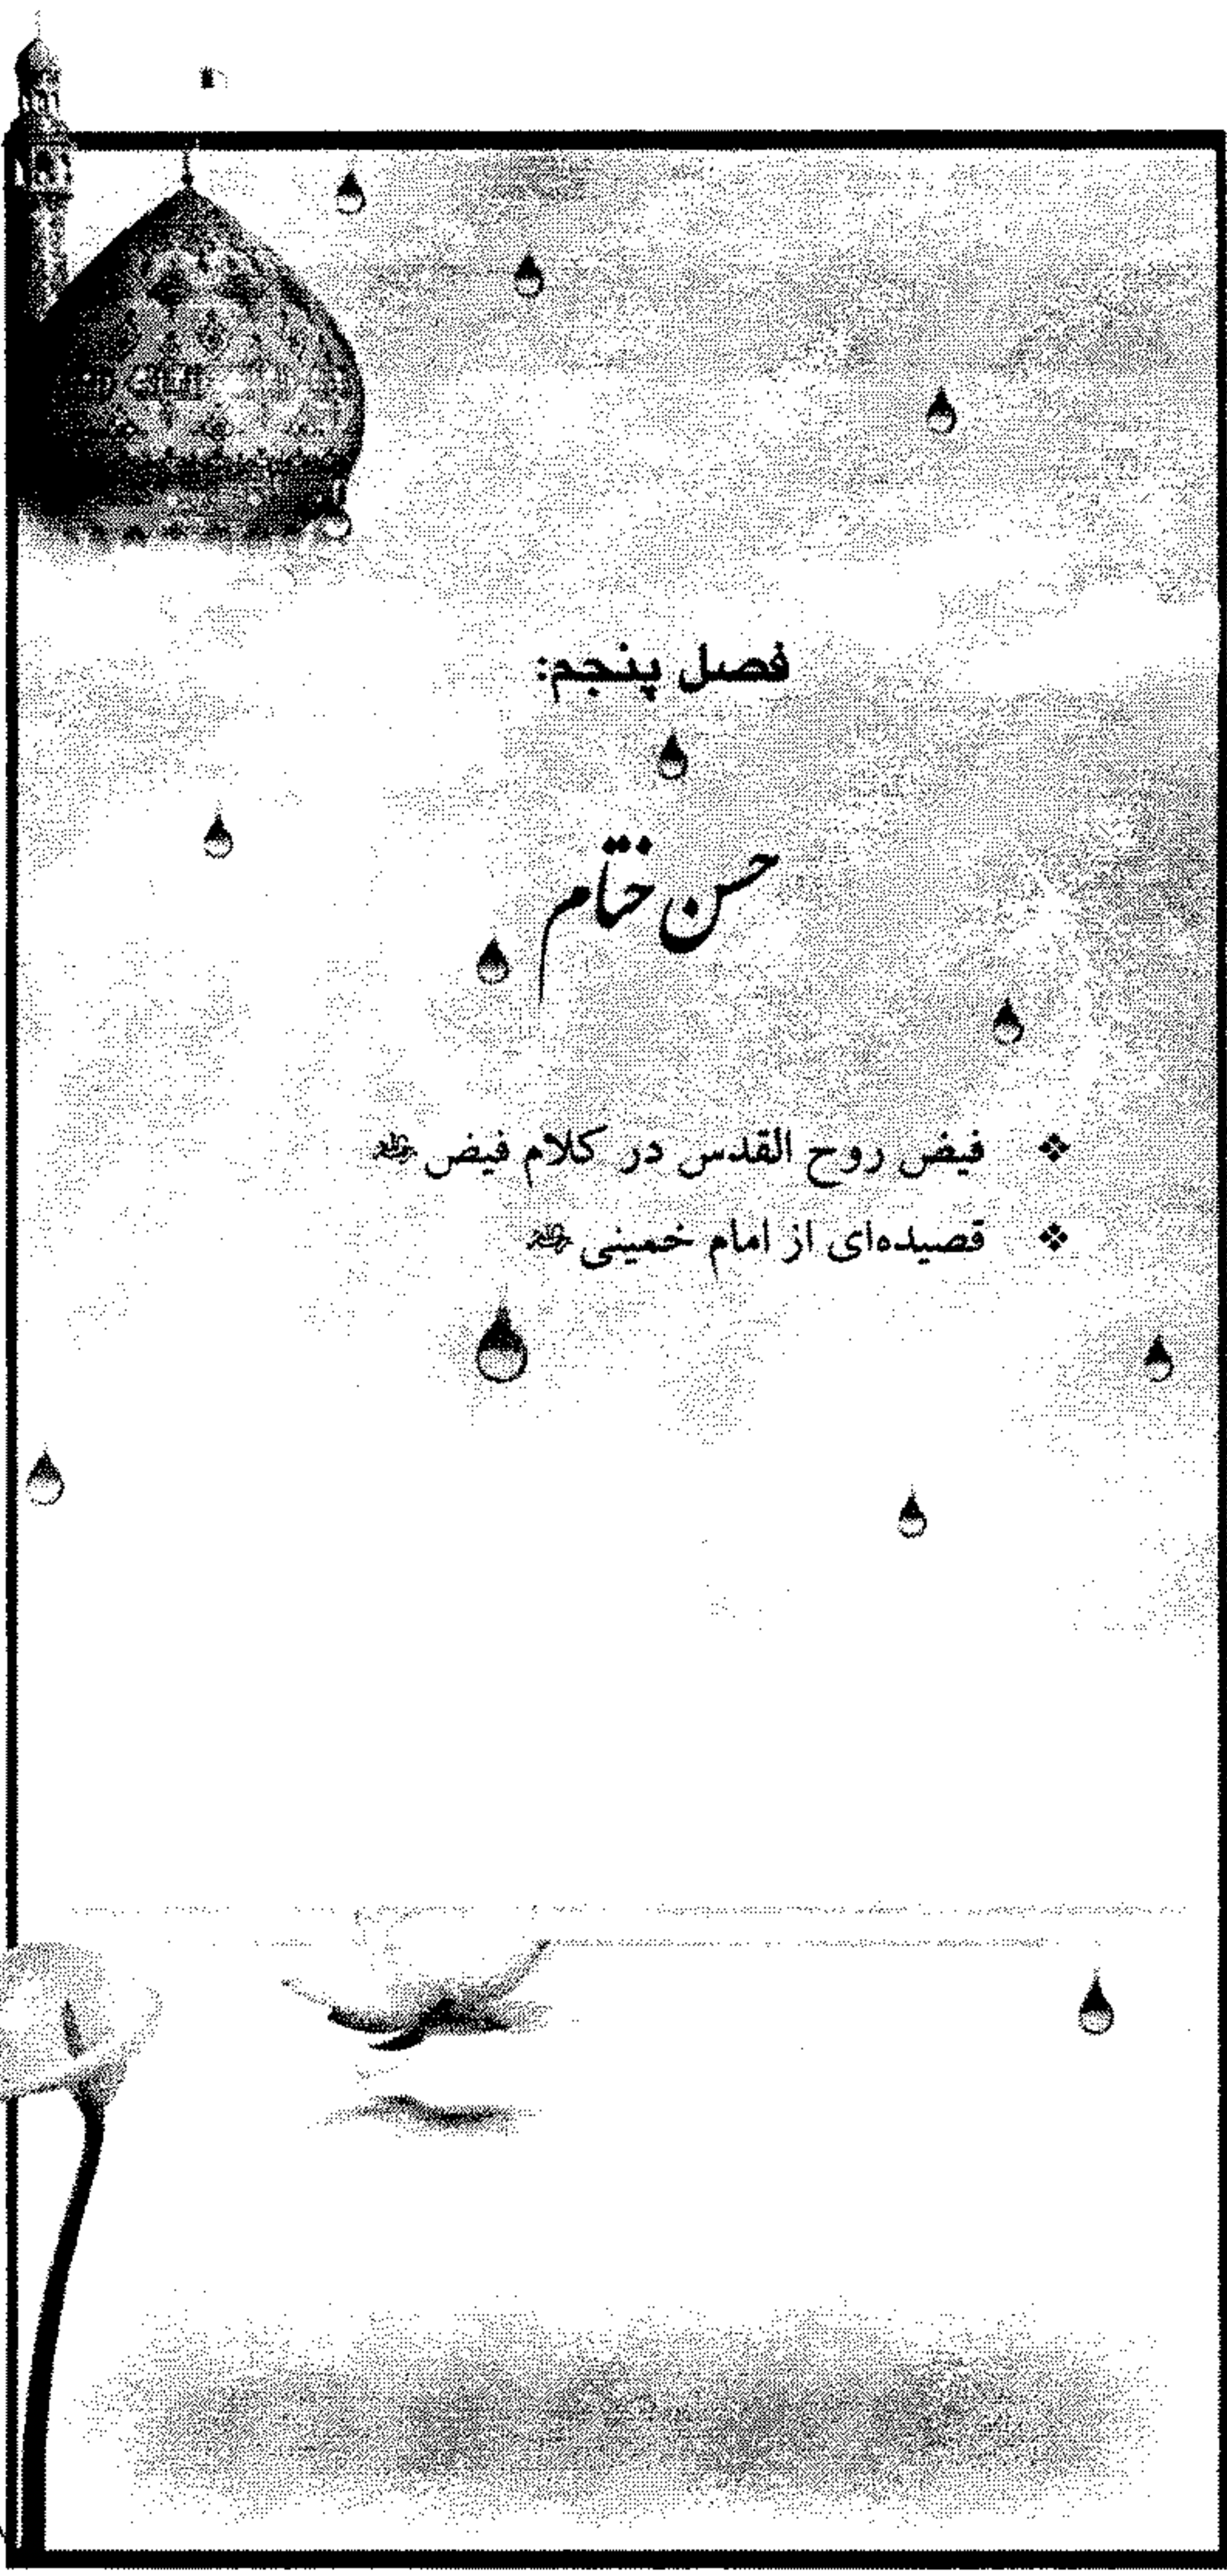 فصل پنجم:
حسن ختام
❖ فیض روح القدس در کلام فیض
❖ قصیده‌ای از امام خمینی